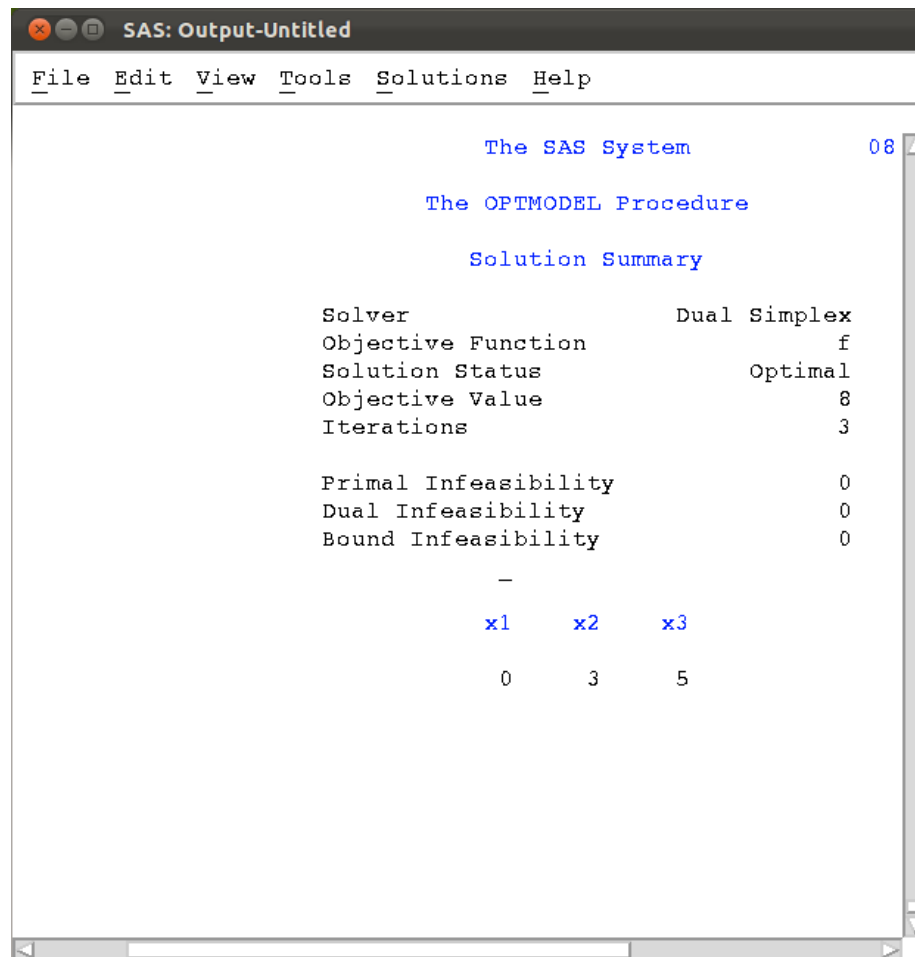 SAS: Output-Untitled
File Edit View Tools Solutions Help
The SAS System 08
The OPTMODEL Procedure
Solution Summary
Solver Dual Simplex
Objective Function f
Solution Status Optimal
Objective Value 8
Iterations 3
Primal Infeasibility 0
Dual Infeasibility 0
Bound Infeasibility 0
x1 x2 x3
0 3 5